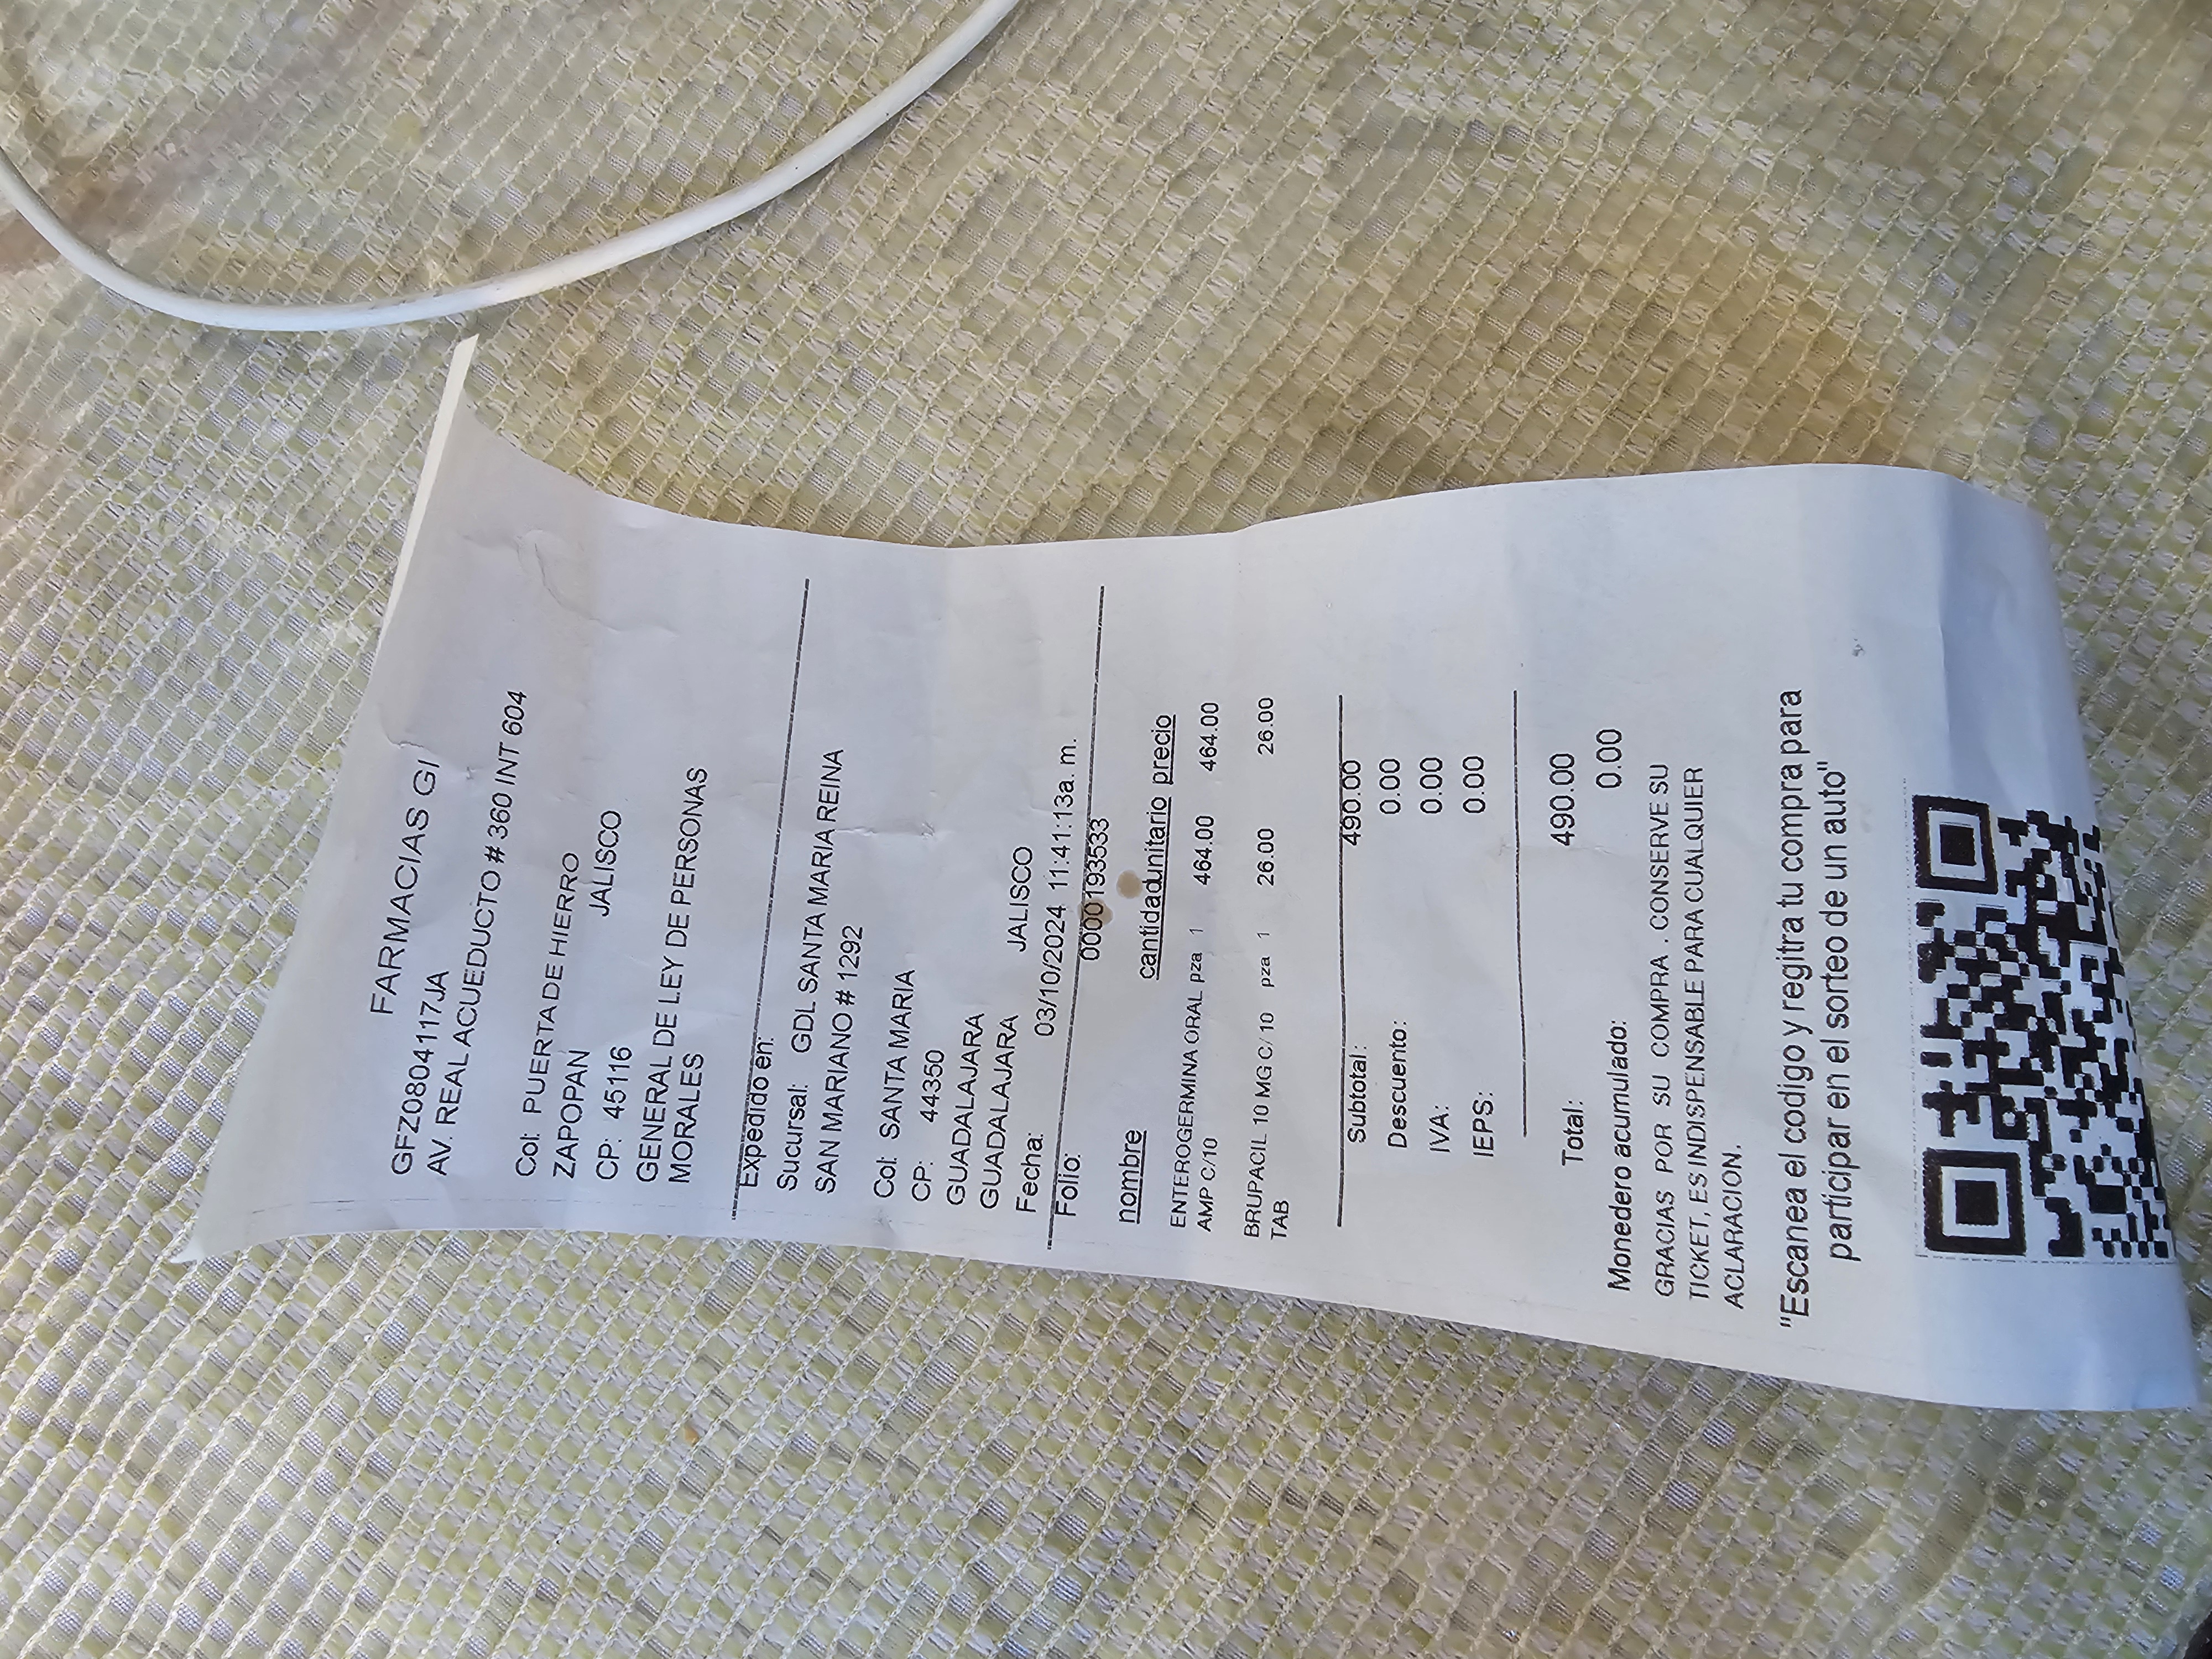 FARMACIAS GI
GFZ0804117JA
AV. REAL ACUEDUCTO # 360 INT 604
Col: PUERTA DE HIERRO
ZAPOPAN JALISCO
CP: 45116
GENERAL DE LEY DE PERSONAS
MORALES
Expedido en:
Sucursal: GDL SANTA MARIA REINA
SAN MARIANO # 1292
Col: SANTA MARIA
CP: 44350
GUADALAJARA
GUADALAJARA JALISCO
Fecha: 03/10/2024 11:41:13a. m.
Folio: 0000193533
nombre cantidad unitario precio
ENTEROGERMINA ORAL pza 1 464.00 464.00
AMP C/10
BRUPACIL 10 MG C/ 10 pza 1 26.00 26.00
TAB
Subtotal: 490.00
Descuento: 0.00
IVA: 0.00
IEPS: 0.00
Total: 490.00
Monedero acumulado: 0.00
GRACIAS POR SU COMPRA . CONSERVE SU
TICKET, ES INDISPENSABLE PARA CUALQUIER
ACLARACION.
"Escanea el codigo y regitra tu compra para
participar en el sorteo de un auto"